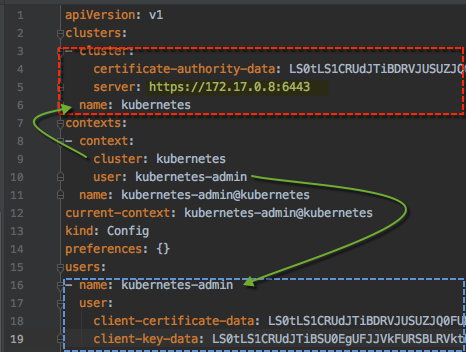 1 apiVersion: v1
2 clusters:
3 - cluster:
4 certificate-authority-data: LS0tLS1CRUdJTiBDRVJUSUZJQ
5 server: https://172.17.0.8:6443
6 name: kubernetes
7 contexts:
8 - context:
9 cluster: kubernetes
10 user: kubernetes-admin
11 name: kubernetes-admin@kubernetes
12 current-context: kubernetes-admin@kubernetes
13 kind: Config
14 preferences: {}
15 users:
16 - name: kubernetes-admin
17 user:
18 client-certificate-data: LS0tLS1CRUdJTiBDRVJUSUZJQ0FU
19 client-key-data: LS0tLS1CRUdJTiBSU0EgUFJJVkFURSBLRVkt